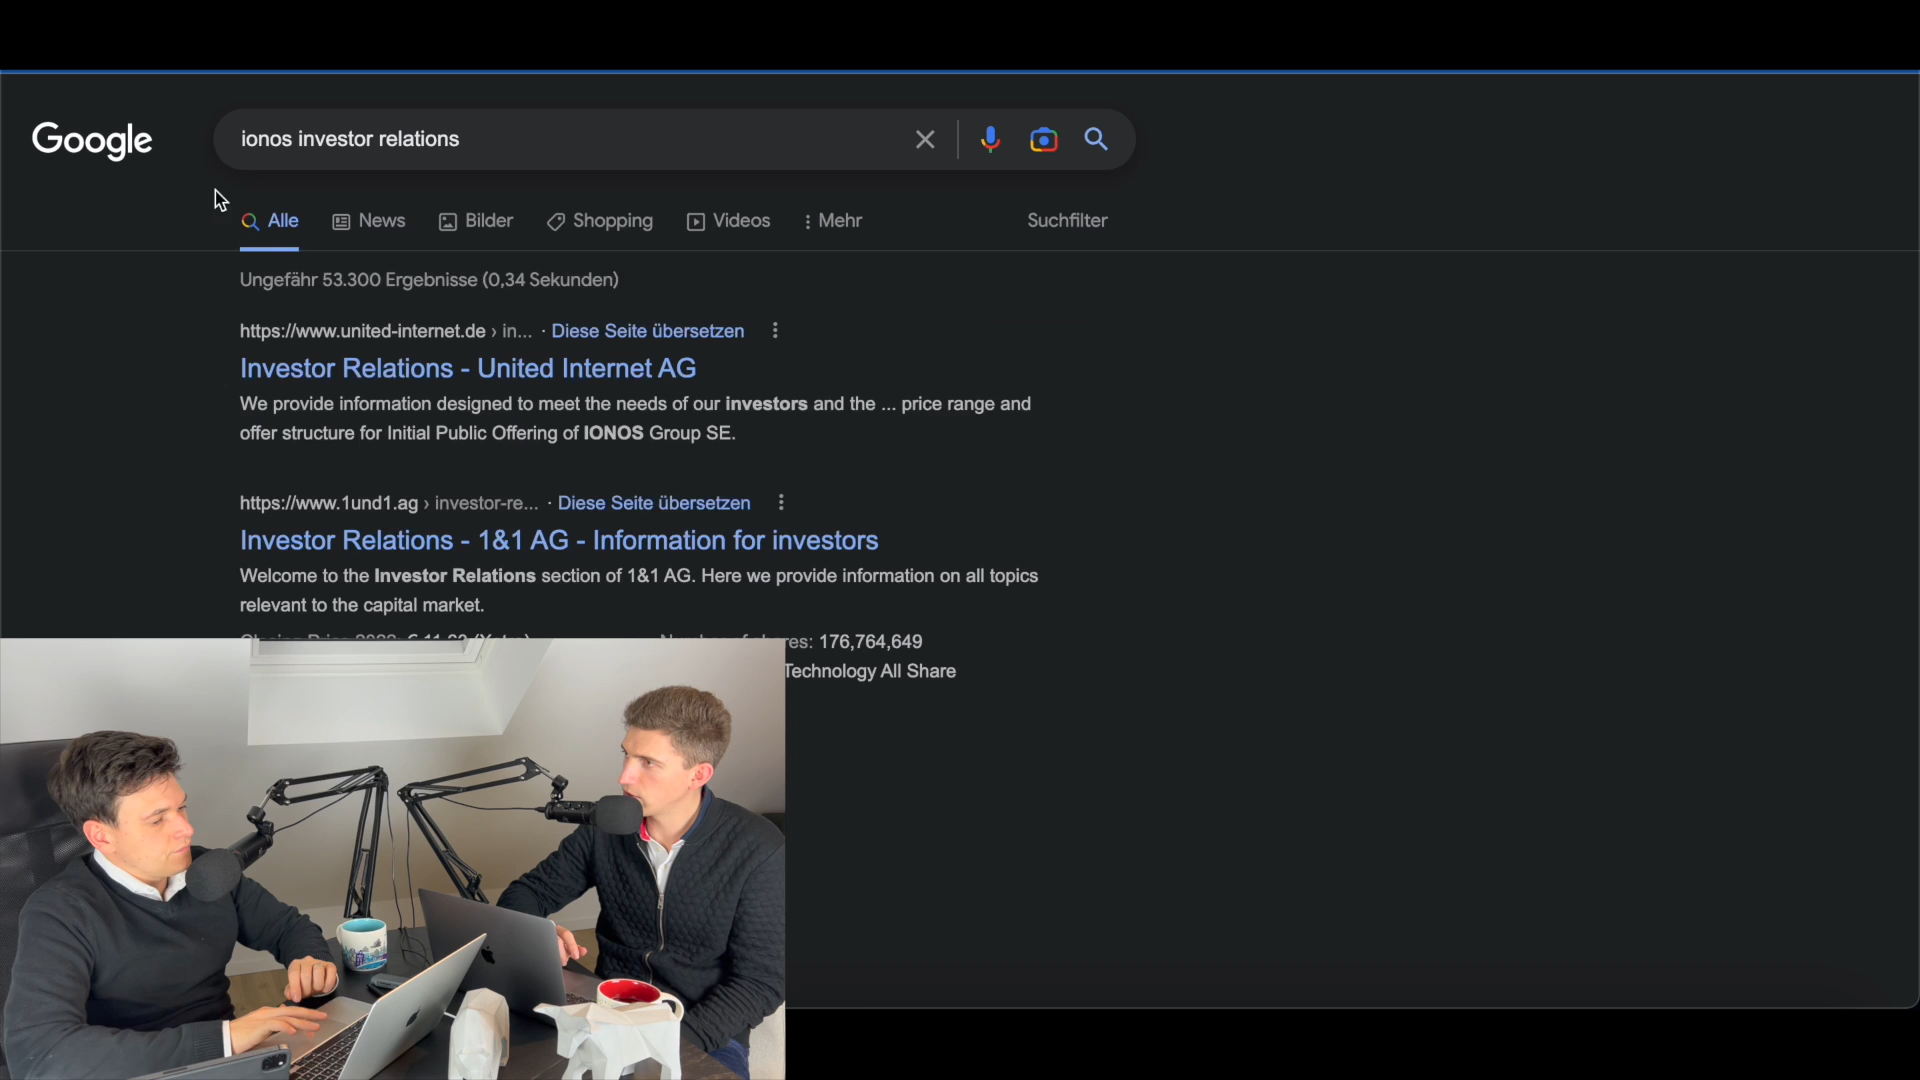 Google
ionos investor relations
Alle News Bilder Shopping Videos Mehr Suchfilter
Ungefähr 53.300 Ergebnisse (0,34 Sekunden)
https://www.united-internet.de › in... · Diese Seite übersetzen
Investor Relations - United Internet AG
We provide information designed to meet the needs of our investors and the ... price range and
offer structure for Initial Public Offering of IONOS Group SE.
https://www.1und1.ag › investor-re... · Diese Seite übersetzen
Investor Relations - 1&1 AG - Information for investors
Welcome to the Investor Relations section of 1&1 AG. Here we provide information on all topics
relevant to the capital market.
176,764,649
Technology All Share